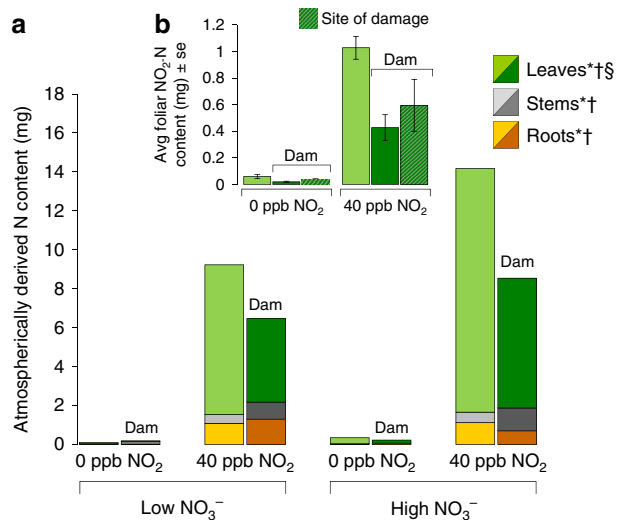 a
b
Site of damage
Avg foliar NO₂-N
content (mg) ± se
1.2
1
0.8
0.6
0.4
0.2
0
Dam
Dam
0 ppb NO₂
40 ppb NO₂
Leaves*†§
Stems*†
Roots*†
Atmospherically derived N content (mg)
18
16
14
12
10
8
6
4
2
0
Dam
Dam
Dam
Dam
0 ppb NO₂
40 ppb NO₂
0 ppb NO₂
40 ppb NO₂
Low NO₃⁻
High NO₃⁻